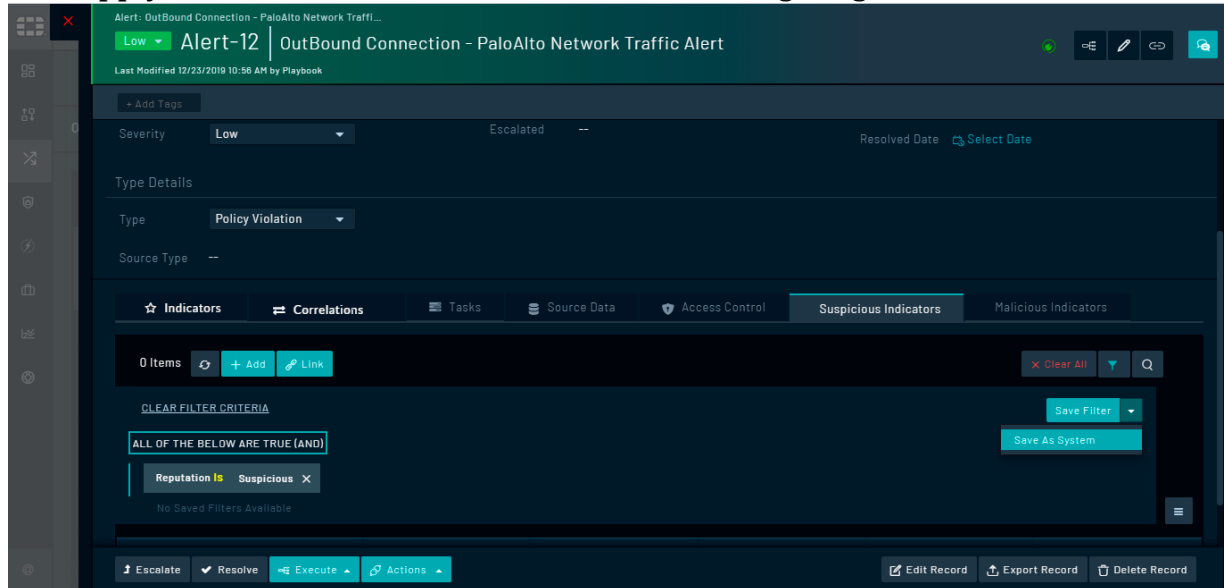 Alert: OutBound Connection - PaloAlto Network Traffi...
Low Alert-12 | OutBound Connection - PaloAlto Network Traffic Alert
Last Modified 12/23/2019 10:56 AM by Playbook
+ Add Tags
Severity Low Escalated -- Resolved Date Select Date
Type Details
Type Policy Violation
Source Type --
Indicators Correlations Tasks Source Data Access Control Suspicious Indicators Malicious Indicators
0 Items + Add Link × Clear All
CLEAR FILTER CRITERIA Save Filter
ALL OF THE BELOW ARE TRUE (AND) Save As System
Reputation Is Suspicious ×
No Saved Filters Available
Escalate Resolve Execute Actions Edit Record Export Record Delete Record